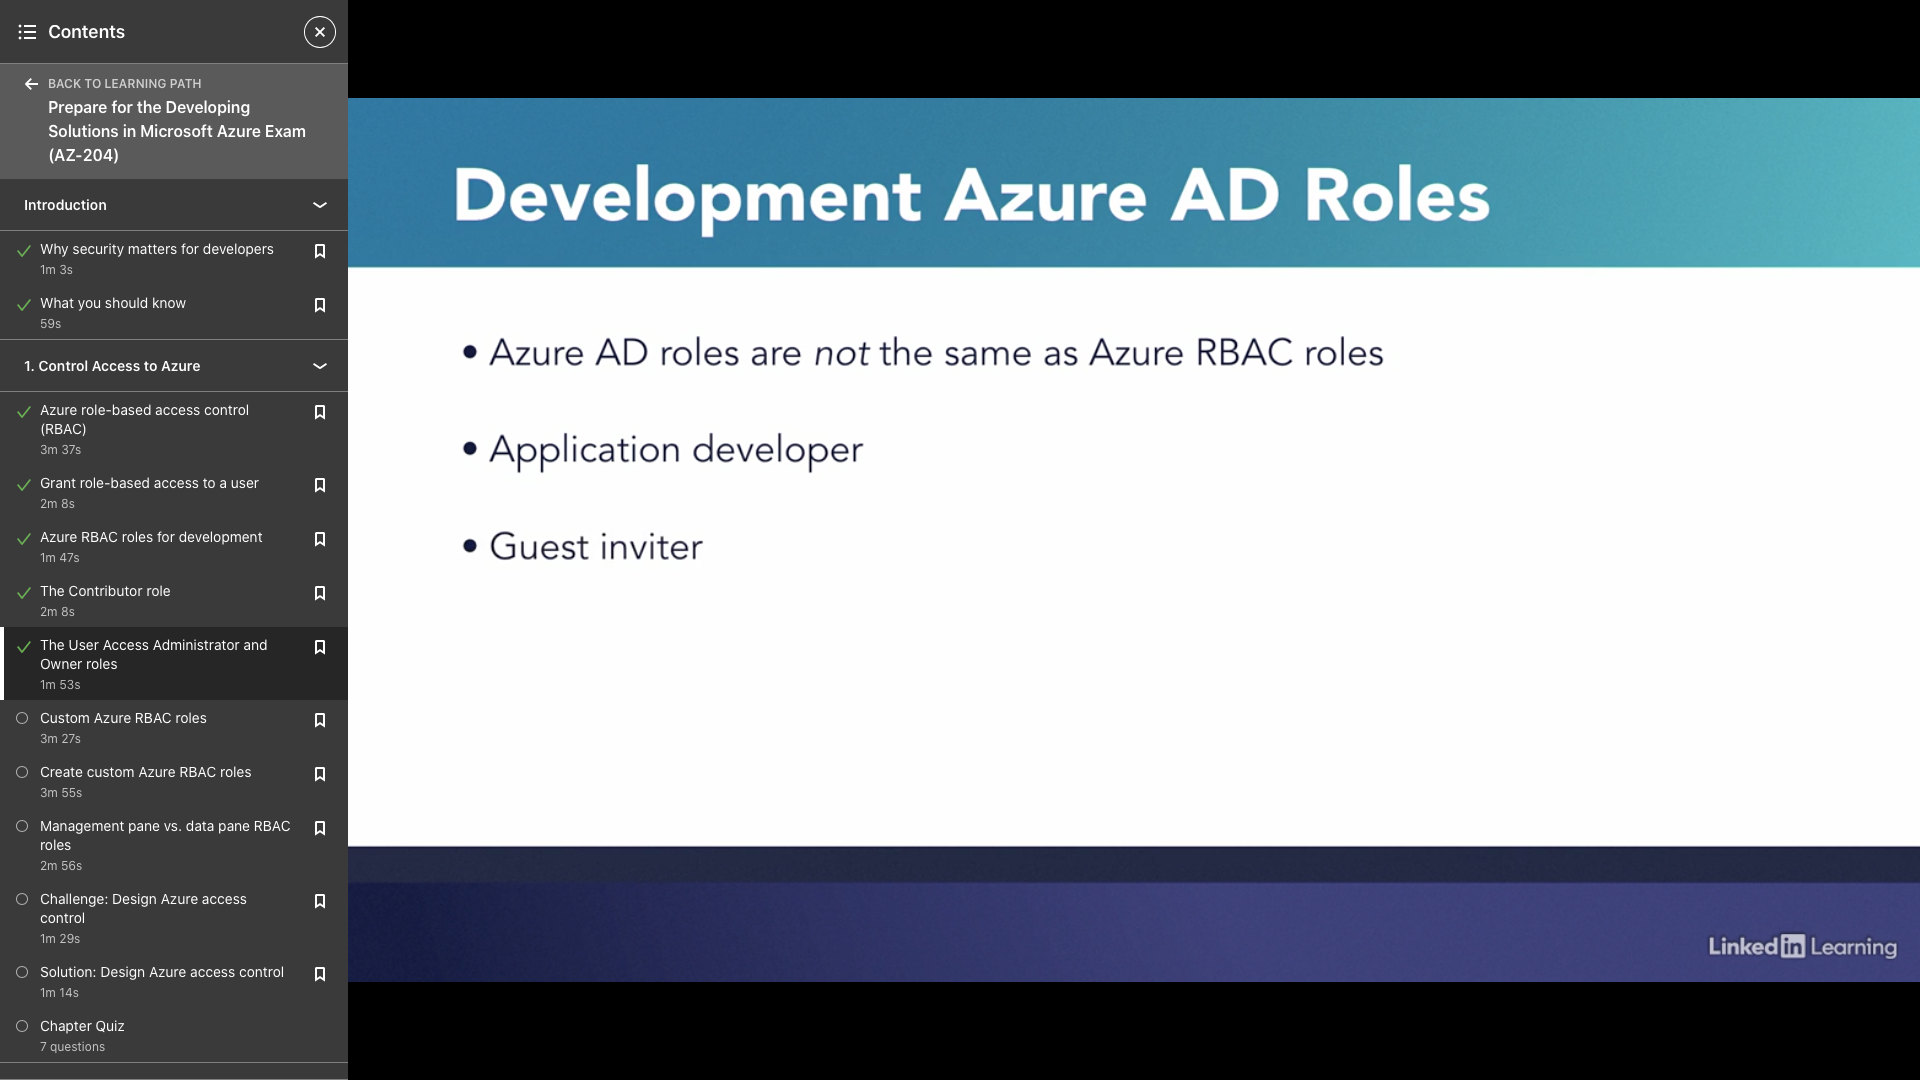 Contents
BACK TO LEARNING PATH
Prepare for the Developing
Solutions in Microsoft Azure Exam
(AZ-204)
Introduction
Why security matters for developers
1m 3s
What you should know
59s
1. Control Access to Azure
Azure role-based access control
(RBAC)
3m 37s
Grant role-based access to a user
2m 8s
Azure RBAC roles for development
1m 47s
The Contributor role
2m 8s
The User Access Administrator and
Owner roles
1m 53s
Custom Azure RBAC roles
3m 27s
Create custom Azure RBAC roles
3m 55s
Management pane vs. data pane RBAC
roles
2m 56s
Challenge: Design Azure access
control
1m 29s
Solution: Design Azure access control
1m 14s
Chapter Quiz
7 questions
Development Azure AD Roles
• Azure AD roles are not the same as Azure RBAC roles
• Application developer
• Guest inviter
Linked in Learning